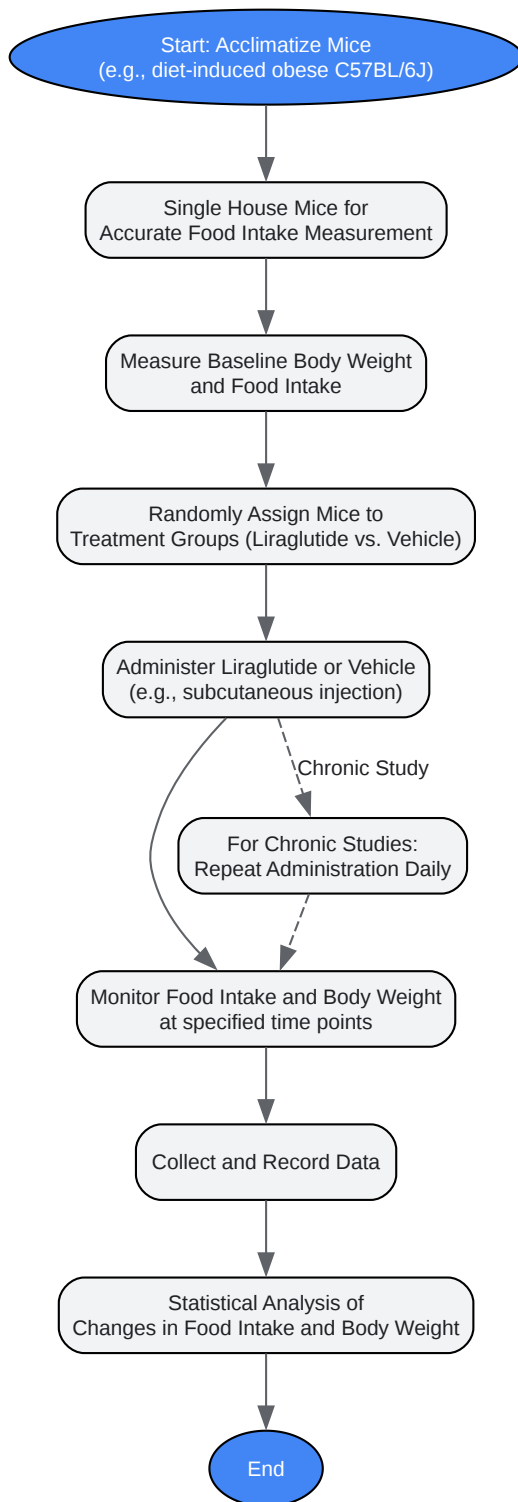 Start: Acclimatize Mice
(e.g., diet-induced obese C57BL/6J)
Single House Mice for
Accurate Food Intake Measurement
Measure Baseline Body Weight
and Food Intake
Randomly Assign Mice to
Treatment Groups (Liraglutide vs. Vehicle)
Administer Liraglutide or Vehicle
(e.g., subcutaneous injection)
Chronic Study
For Chronic Studies:
Repeat Administration Daily
Monitor Food Intake and Body Weight
at specified time points
Collect and Record Data
Statistical Analysis of
Changes in Food Intake and Body Weight
End